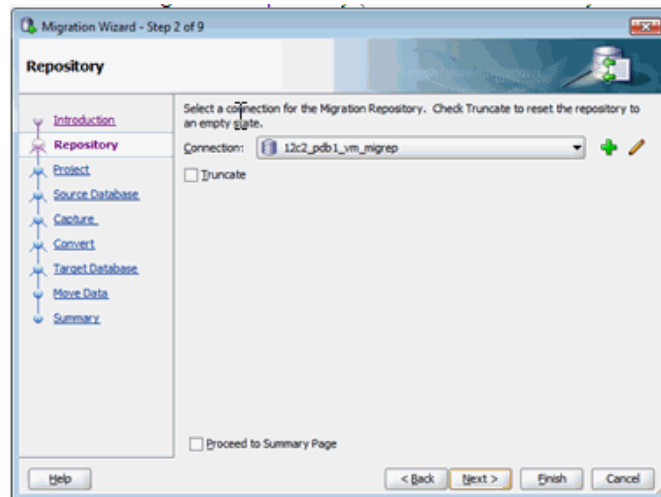 Migration Wizard - Step 2 of 9
Repository
Introduction
Repository
Project
Source Database
Capture
Convert
Target Database
Move Data
Summary
Select a connection for the Migration Repository. Check Truncate to reset the repository to
an empty state.
Connection: 12c2_pdb1_vm_migrep
Truncate
Proceed to Summary Page
Help
< Back Next > Finish Cancel